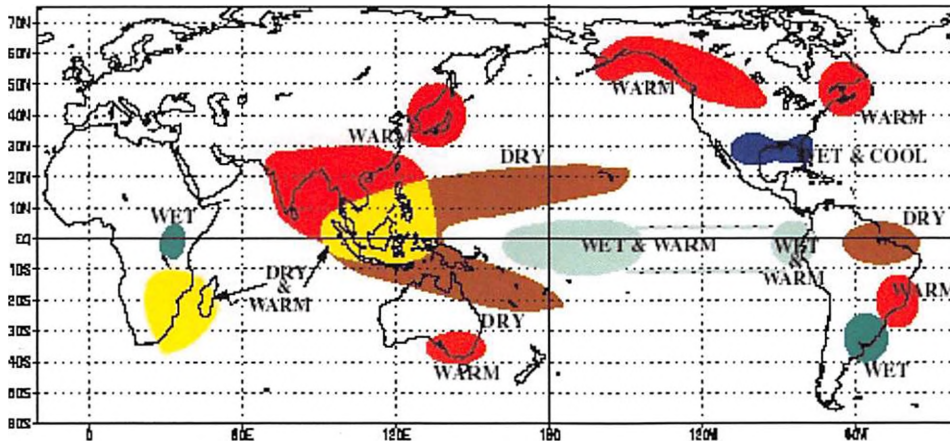 70N
60N
50N
40N
30N
20N
10N
EQ
10S
20S
30S
40S
50S
60S
WARM
WARM
WARM
WET & COOL
DRY
WET
WET & WARM
WET
&
WARM
DRY
DRY
&
WARM
WARM
DRY
WARM
WET
0
60E
120E
180
120W
60W